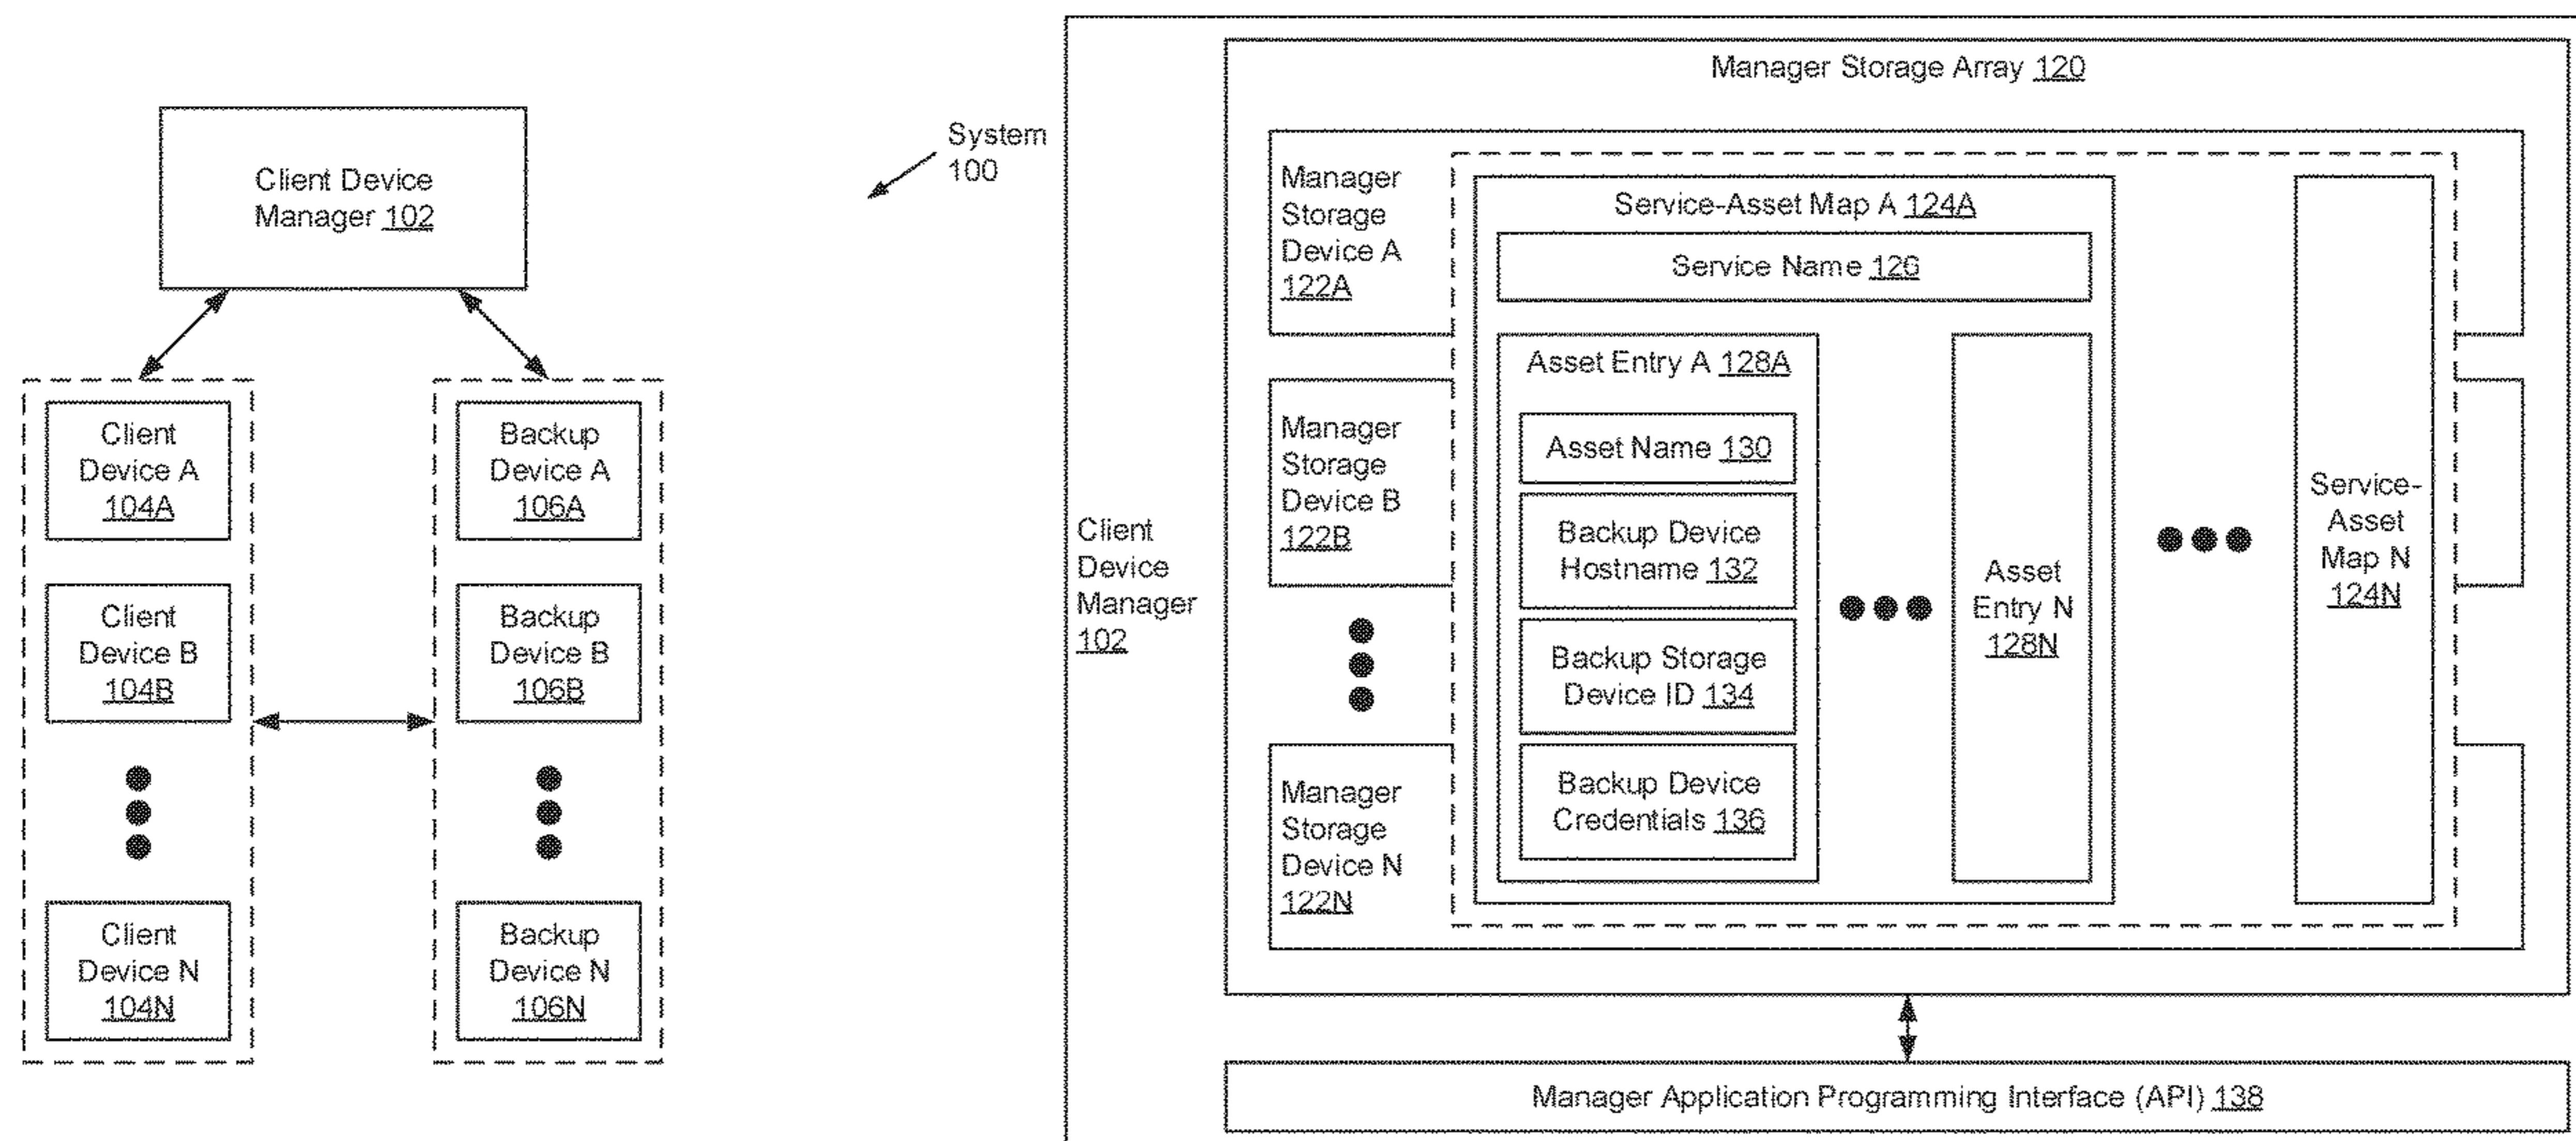 Client Device
Manager 102
System
100
Client
Device A
104A
Backup
Device A
106A
Client
Device B
104B
Backup
Device B
106B
Client
Device N
104N
Backup
Device N
106N
Client
Device
Manager
102
Manager Storage Array 120
Manager
Storage
Device A
122A
Manager
Storage
Device B
122B
Manager
Storage
Device N
122N
Service-Asset Map A 124A
Service Name 126
Asset Entry A 128A
Asset Name 130
Backup Device
Hostname 132
Backup Storage
Device ID 134
Backup Device
Credentials 136
Asset
Entry N
128N
Service-
Asset
Map N
124N
Manager Application Programming Interface (API) 138